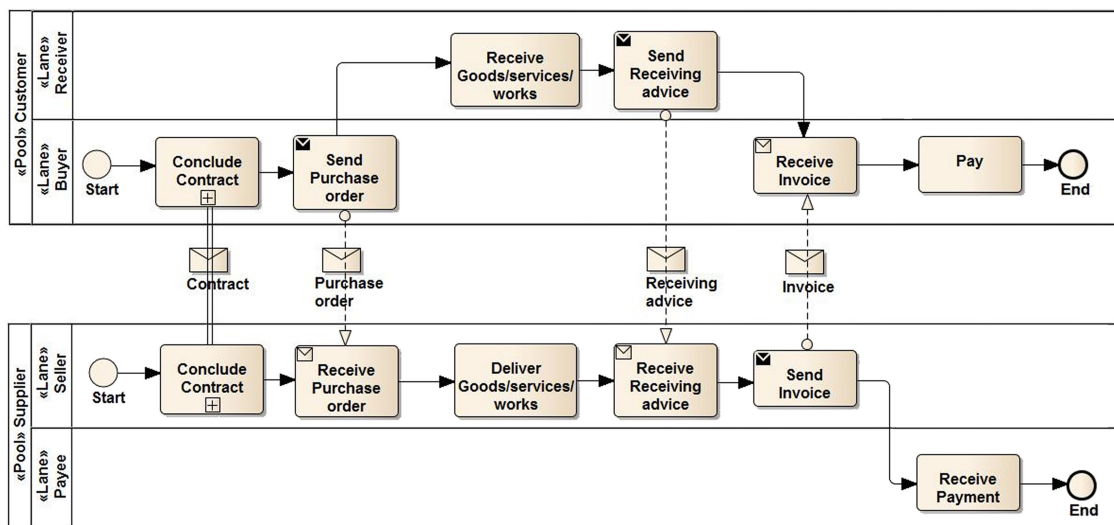 «Pool» Customer
«Lane»
Receiver
Receive
Goods/services/
works
Send
Receiving
advice
«Lane»
Buyer
Start
Conclude
Contract
Send
Purchase
order
Receive
Invoice
Pay
End
Contract
Purchase
order
Receiving
advice
Invoice
«Pool» Supplier
«Lane»
Seller
Start
Conclude
Contract
Receive
Purchase
order
Deliver
Goods/services/
works
Receive
Receiving
advice
Send
Invoice
«Lane»
Payee
Receive
Payment
End